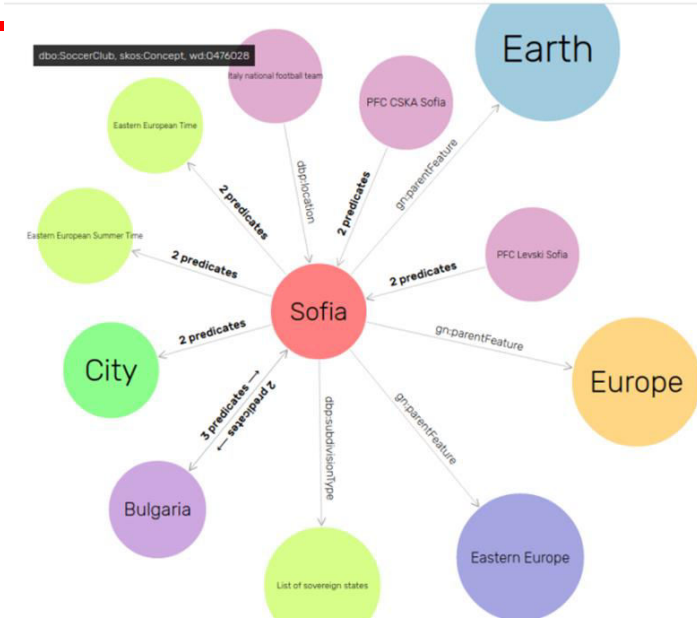 Earth
dbo:SoccerClub, skos:Concept, wd:Q476028
Italy national football team
PFC CSKA Sofia
Eastern European Time
gn:parentFeature
dbp:location
2 predicates
2 predicates
Eastern European Summer Time
2 predicates
PFC Levski Sofia
2 predicates
Sofia
2 predicates
gn:parentFeature
City
Europe
3 predicates →
2 predicates →
dbp:subdivisionType
gn:parentFeature
Bulgaria
Eastern Europe
List of sovereign states